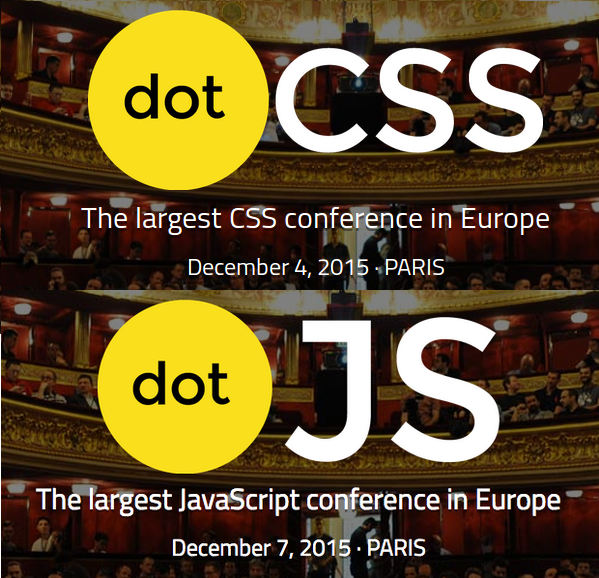 dot CSS
The largest CSS conference in Europe
December 4, 2015 · PARIS
dot JS
The largest JavaScript conference in Europe
December 7, 2015 · PARIS